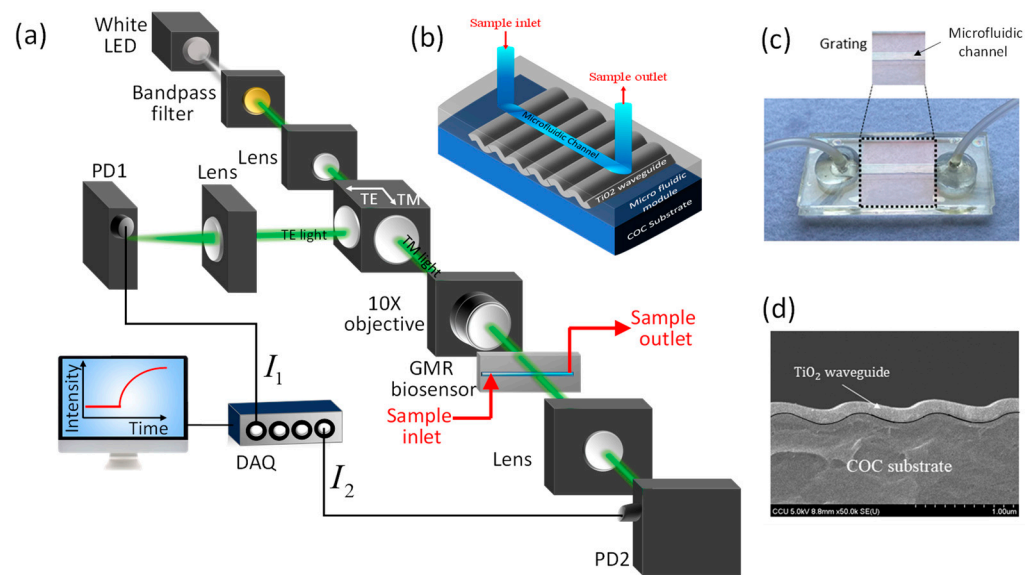 (a)
White
LED
Bandpass
filter
Lens
PD1
Lens
TE
TM
TE light
TM light
10X
objective
GMR
biosensor
Sample
outlet
Sample
inlet
Lens
PD2
I1
I2
Intensity
Time
DAQ
(b)
Sample inlet
Sample outlet
Microfluidic Channel
TiO2 waveguide
Micro fluidic
module
COC Substrate
(c)
Grating
Microfluidic
channel
(d)
TiO2 waveguide
COC substrate
CCU 5.0kV 8.8mm x50.0k SE(U)
1.00um